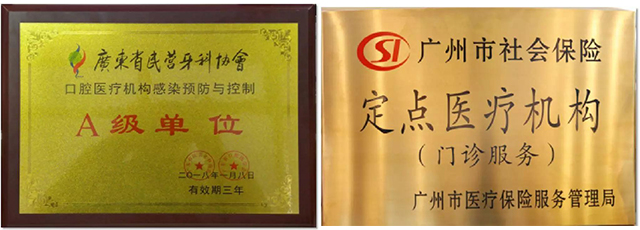 廣東省民營牙科协會
口腔医疗机构感染预防与控制
A级单位
二〇一八年一月八日
有效期三年
SI 广州市社会保险
定点医疗机构
（门诊服务）
广州市医疗保险服务管理局